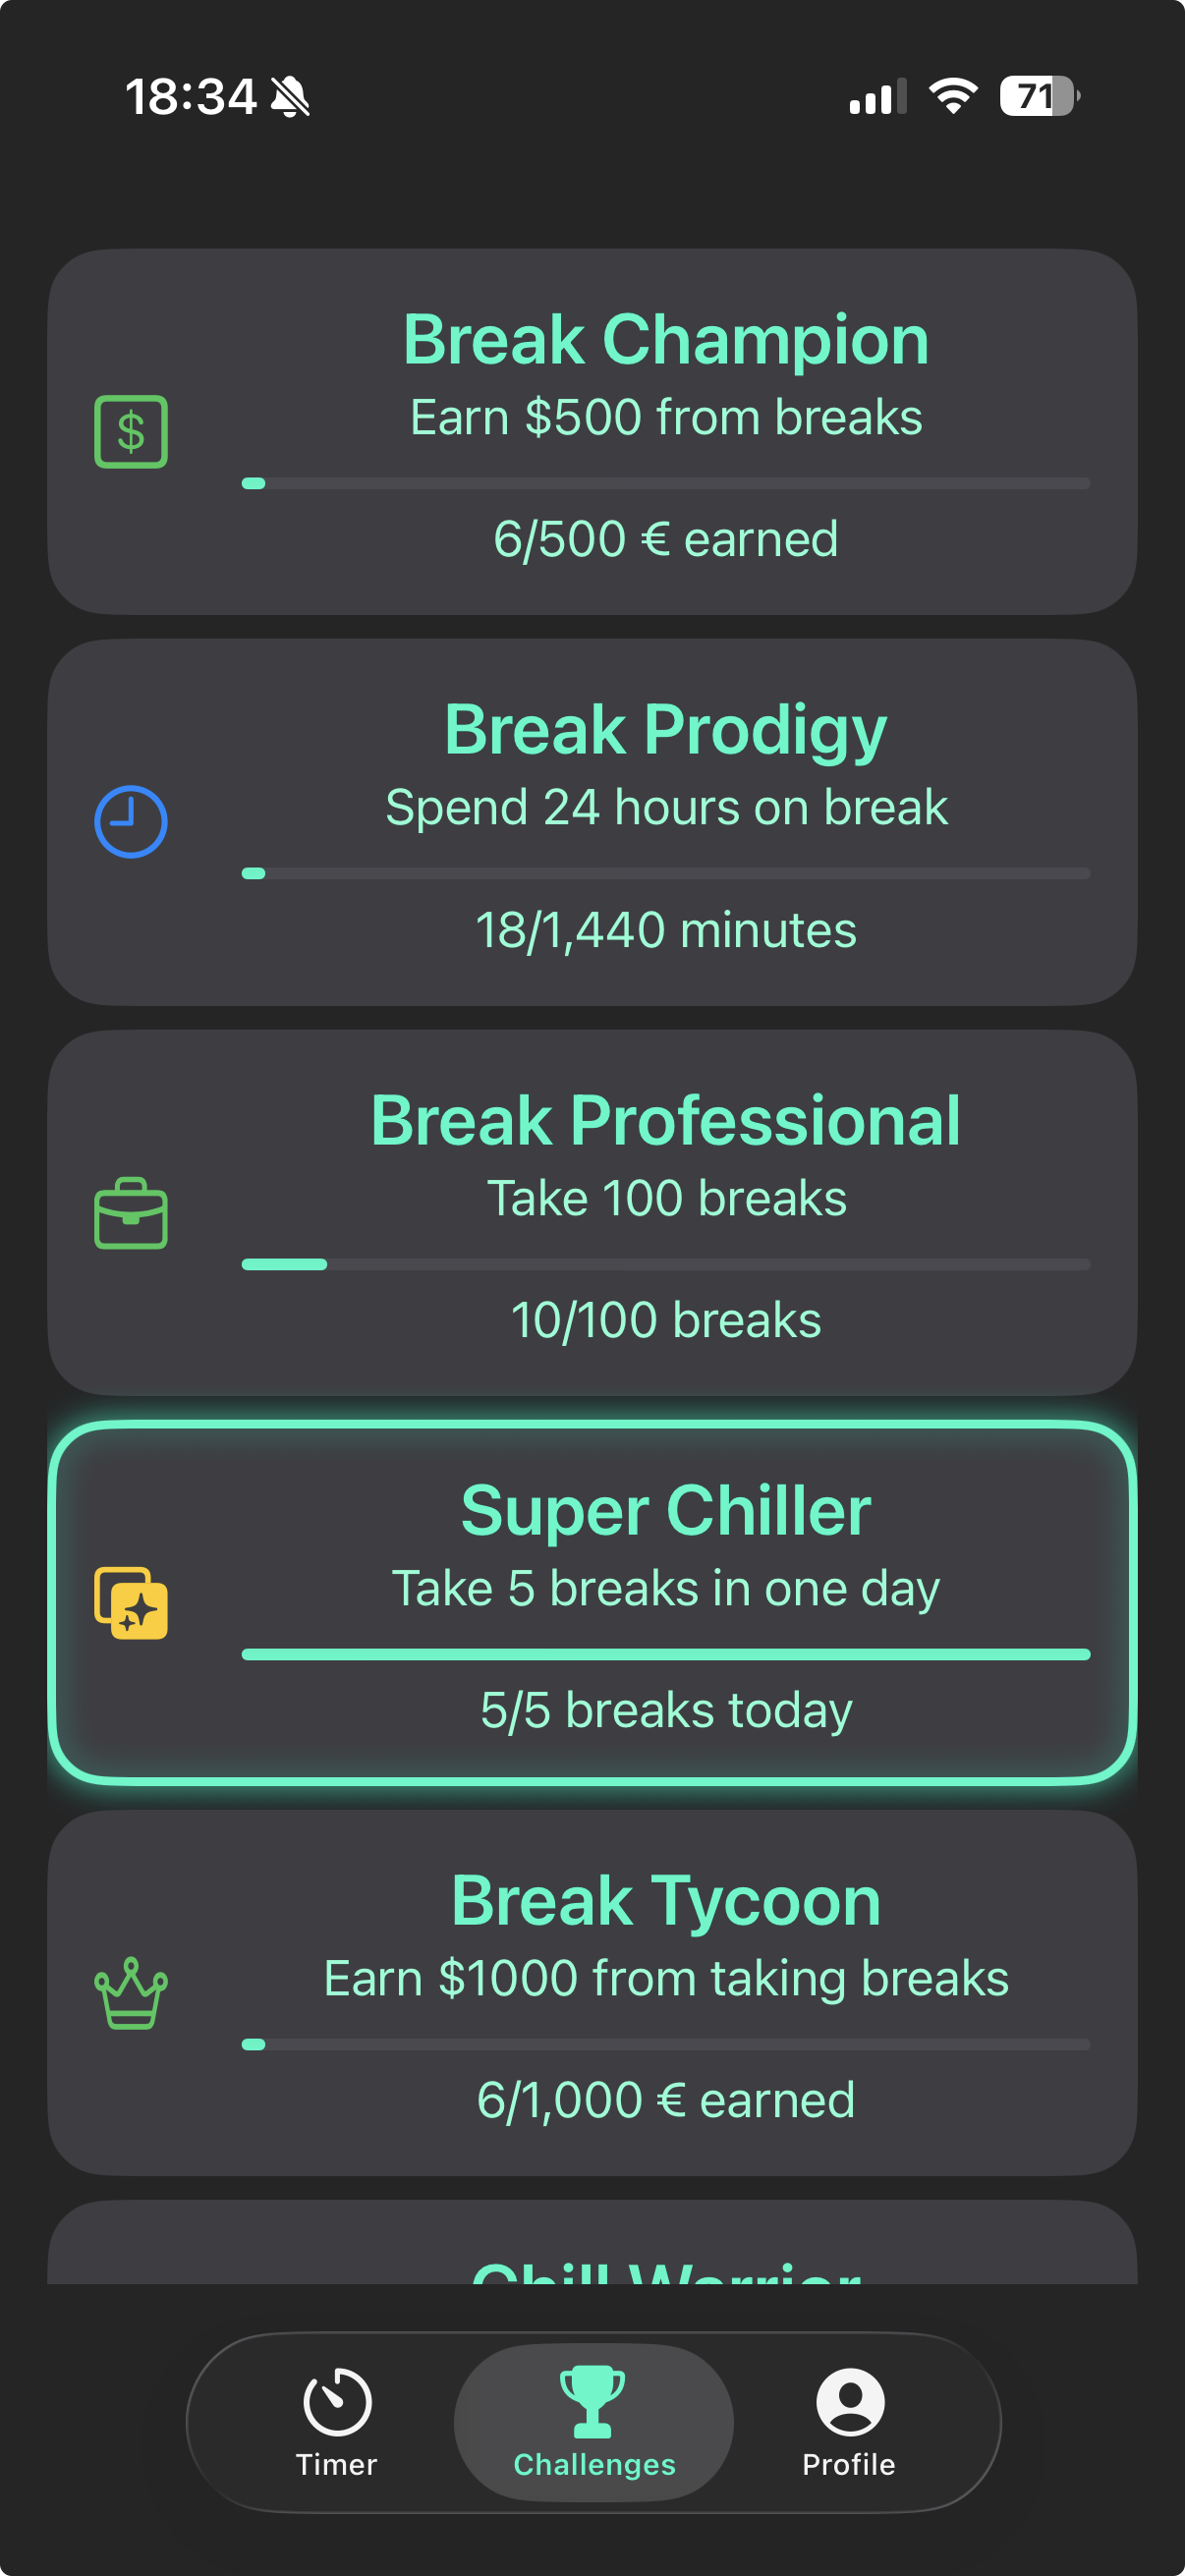 18:34
71
Break Champion
$
Earn $500 from breaks
6/500 € earned
Break Prodigy
Spend 24 hours on break
18/1,440 minutes
Break Professional
Take 100 breaks
10/100 breaks
Super Chiller
Take 5 breaks in one day
5/5 breaks today
Break Tycoon
Earn $1000 from taking breaks
6/1,000 € earned
Chill Warrior
Timer
Challenges
Profile